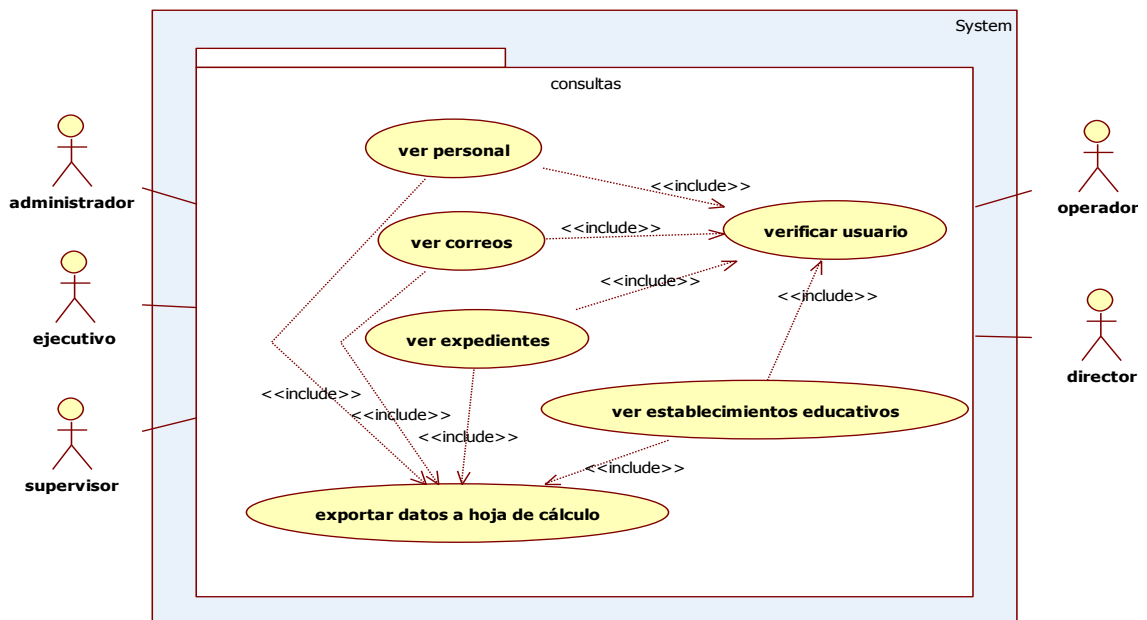 System
consultas
ver personal
<<include>>
administrador
operador
ver correos
<<include>>
verificar usuario
ejecutivo
<<include>>
<<include>>
ver expedientes
director
<<include>>
ver establecimientos educativos
<<include>>
<<include>>
<<include>>
supervisor
exportar datos a hoja de cálculo